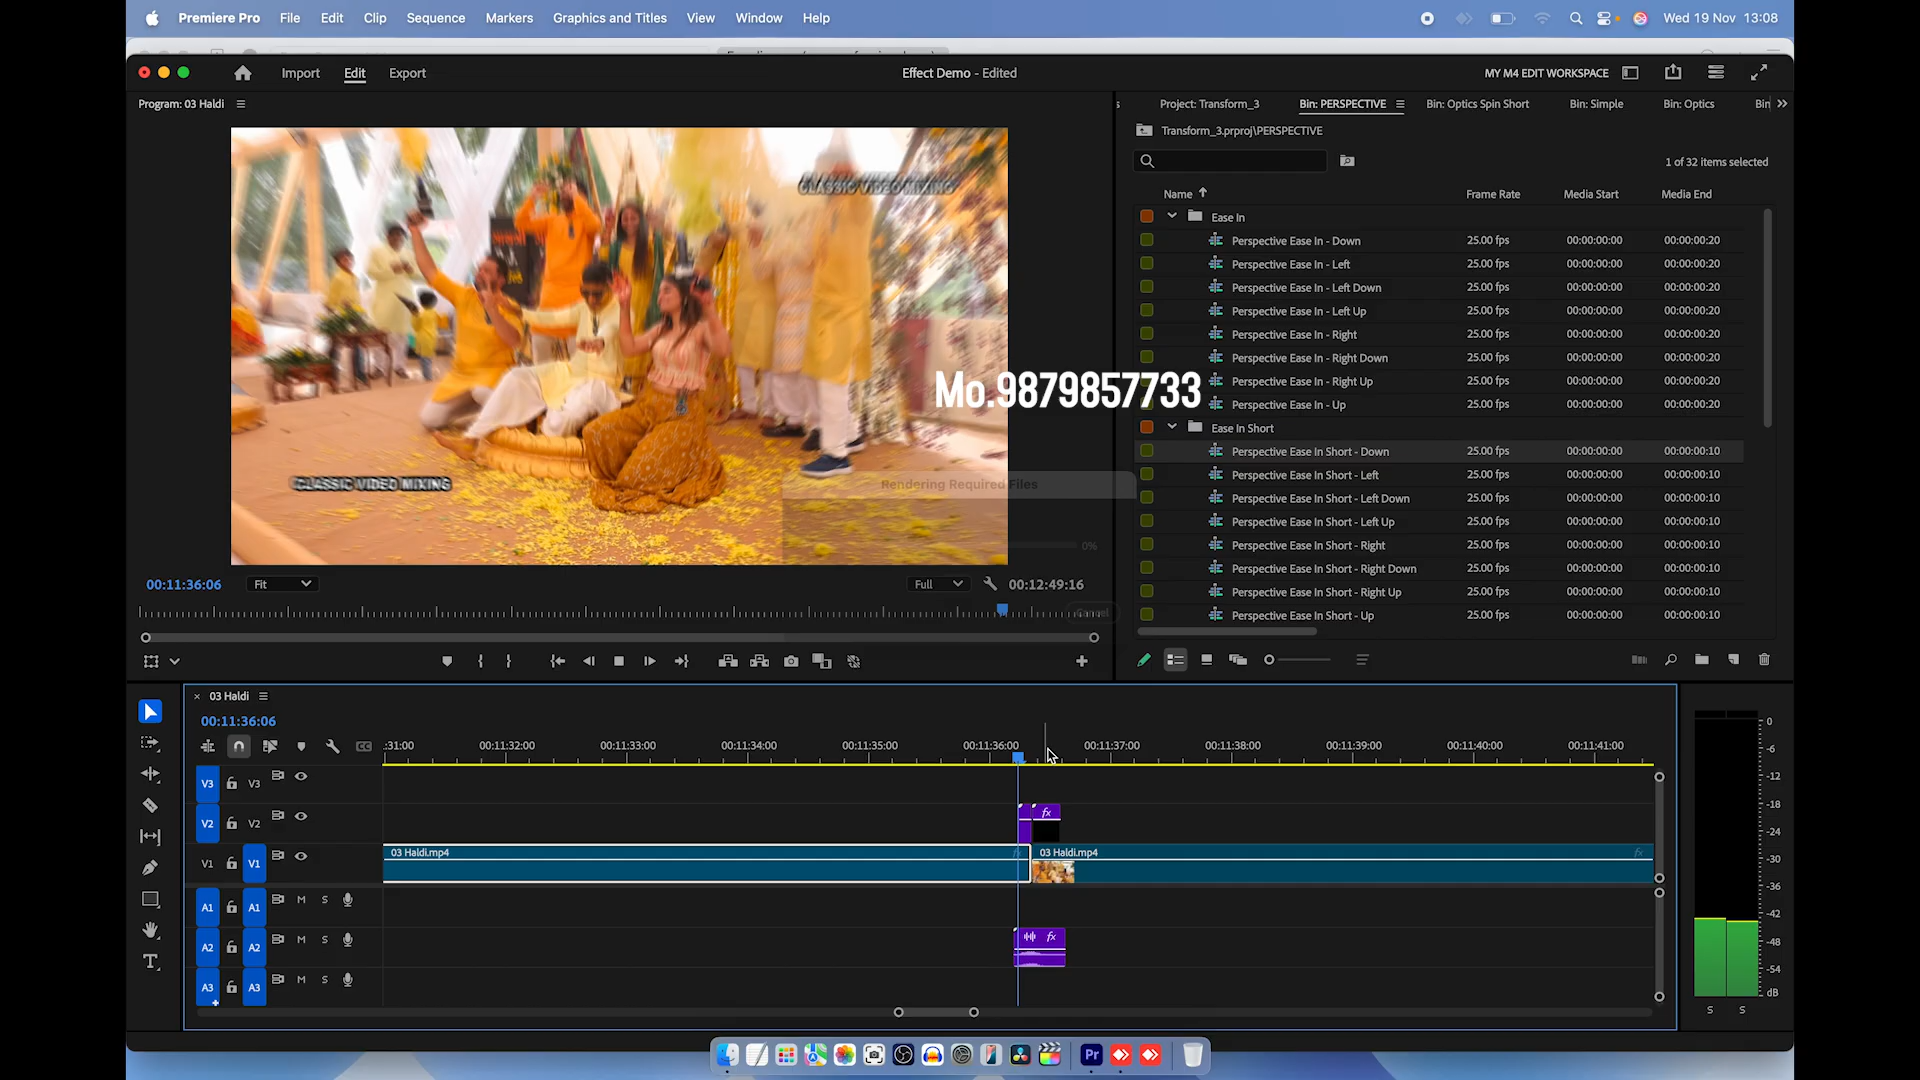 Premiere Pro File Edit Clip Sequence Markers Graphics and Titles View Window Help Wed 19 Nov 13:08
Import Edit Export Effect Demo - Edited MY M4 EDIT WORKSPACE
Program: 03 Haldi Project: Transform_3 Bin: PERSPECTIVE Bin: Optics Spin Short Bin: Simple Bin: Optics Bin
Transform_3.prproj\PERSPECTIVE
1 of 32 items selected
CLASSIC VIDEO MIXING
Name Frame Rate Media Start Media End
Ease In
Perspective Ease In - Down 25.00 fps 00:00:00:00 00:00:00:20
Perspective Ease In - Left 25.00 fps 00:00:00:00 00:00:00:20
Perspective Ease In - Left Down 25.00 fps 00:00:00:00 00:00:00:20
Perspective Ease In - Left Up 25.00 fps 00:00:00:00 00:00:00:20
Perspective Ease In - Right 25.00 fps 00:00:00:00 00:00:00:20
Perspective Ease In - Right Down 25.00 fps 00:00:00:00 00:00:00:20
Perspective Ease In - Right Up 25.00 fps 00:00:00:00 00:00:00:20
Mo.9879857733
Perspective Ease In - Up 25.00 fps 00:00:00:00 00:00:00:20
Ease In Short
Perspective Ease In Short - Down 25.00 fps 00:00:00:00 00:00:00:10
Perspective Ease In Short - Left 25.00 fps 00:00:00:00 00:00:00:10
CLASSIC VIDEO MIXING
Rendering Required Files
Perspective Ease In Short - Left Down 25.00 fps 00:00:00:00 00:00:00:10
Perspective Ease In Short - Left Up 25.00 fps 00:00:00:00 00:00:00:10
Perspective Ease In Short - Right 25.00 fps 00:00:00:00 00:00:00:10
0%
Perspective Ease In Short - Right Down 25.00 fps 00:00:00:00 00:00:00:10
Perspective Ease In Short - Right Up 25.00 fps 00:00:00:00 00:00:00:10
Perspective Ease In Short - Up 25.00 fps 00:00:00:00 00:00:00:10
00:11:36:06 Fit Full 00:12:49:16
Cancel
03 Haldi
00:11:36:06
:31:00 00:11:32:00 00:11:33:00 00:11:34:00 00:11:35:00 00:11:36:00 00:11:37:00 00:11:38:00 00:11:39:00 00:11:40:00 00:11:41:00
CC
V3 V3
V2 V2 fx
V1 V1 03 Haldi.mp4 fx 03 Haldi.mp4 fx
A1 A1 M S
A2 A2 M S fx
A3 A3 M S
0
-6
-12
-18
-24
-30
-36
-42
-48
-54
dB
S S
T
Pr